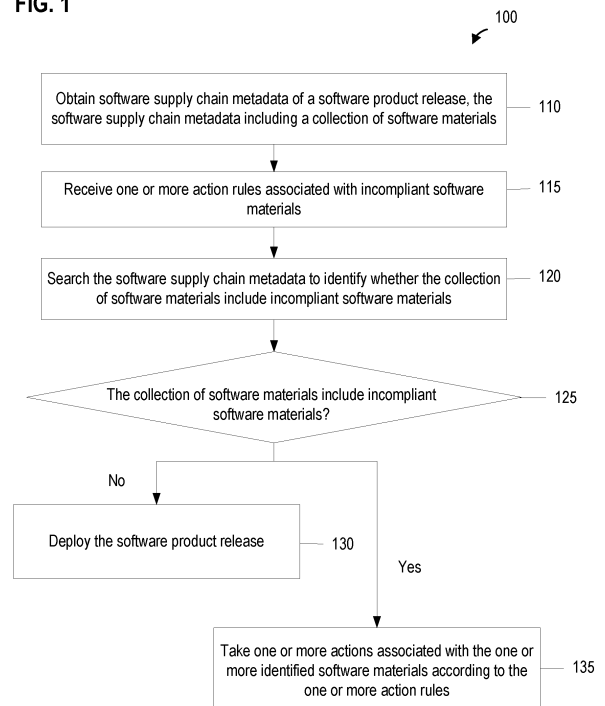 FIG. 1
100
Obtain software supply chain metadata of a software product release, the
software supply chain metadata including a collection of software materials
110
Receive one or more action rules associated with incompliant software
materials
115
Search the software supply chain metadata to identify whether the collection
of software materials include incompliant software materials
120
The collection of software materials include incompliant
software materials?
125
No
Deploy the software product release
130
Yes
Take one or more actions associated with the one or
more identified software materials according to the
one or more action rules
135